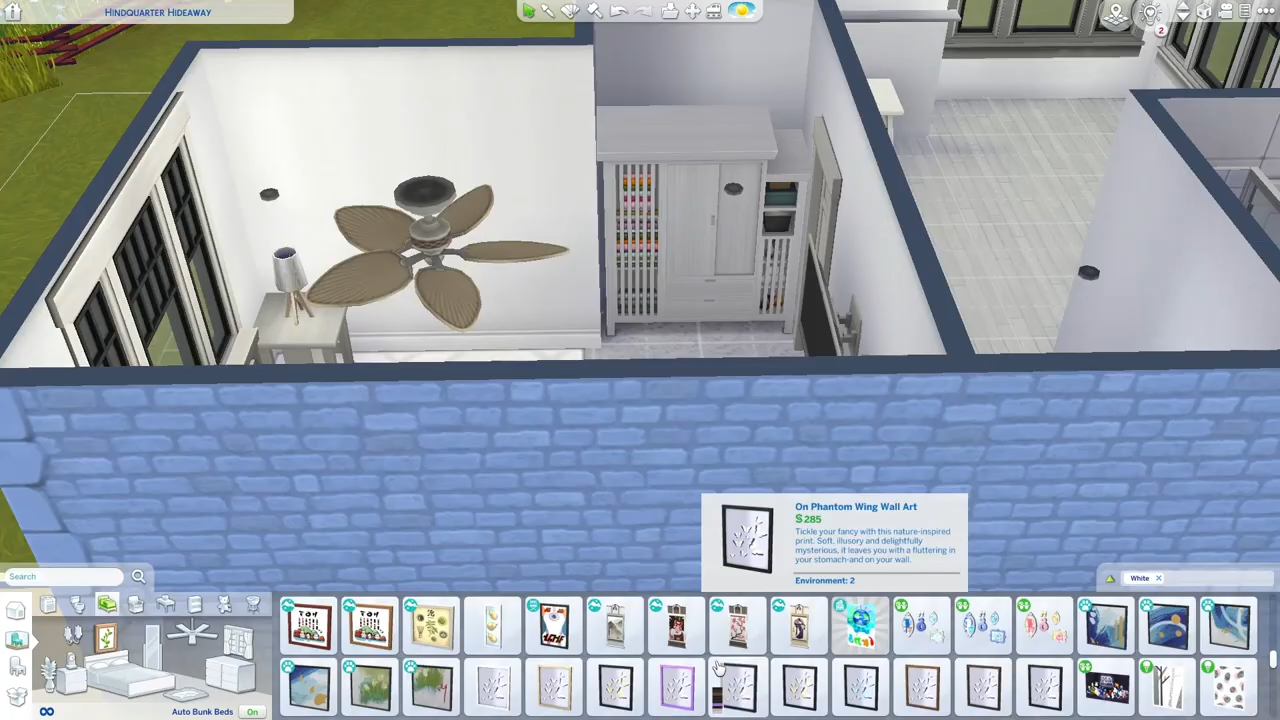 Hindquarter Hideaway
2
On Phantom Wing Wall Art
$285
Tickle your fancy with this nature-inspired
print. Soft, illusory and delightfully
mysterious, it leaves you with a fluttering in
your stomach-and on your wall.
Environment: 2
Search
White
Auto Bunk Beds
On